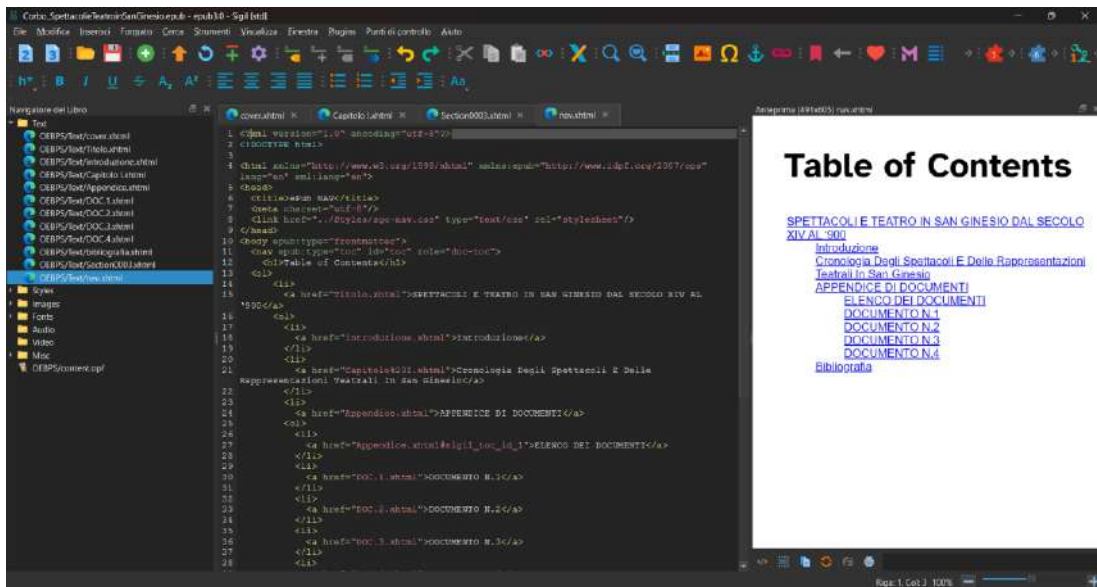 Corbo_SpettacolieTeatroinSanGinesio.epub - epub3.0 - Sigil [std]
File Modifica Inserisci Formato Cerca Strumenti Visualizza Finestra Plugins Punti di controllo Aiuto
Navigatore del Libro
Text
OEBPS/Text/cover.xhtml
OEBPS/Text/Titolo.xhtml
OEBPS/Text/introduzione.xhtml
OEBPS/Text/Capitolo I.xhtml
OEBPS/Text/Appendice.xhtml
OEBPS/Text/DOC.1.xhtml
OEBPS/Text/DOC.2.xhtml
OEBPS/Text/DOC.3.xhtml
OEBPS/Text/DOC.4.xhtml
OEBPS/Text/bibliografia.xhtml
OEBPS/Text/Section0003.xhtml
OEBPS/Text/nav.xhtml
Styles
Images
Fonts
Audio
Video
Misc
OEBPS/content.opf
cover.xhtml Capitolo I.xhtml Section0003.xhtml nav.xhtml
1 <?xml version="1.0" encoding="utf-8"?>
2 <!DOCTYPE html>
3
4 <html xmlns="http://www.w3.org/1999/xhtml" xmlns:epub="http://www.idpf.org/2007/ops"
lang="en" xml:lang="en">
5 <head>
6 <title>ePub NAV</title>
7 <meta charset="utf-8"/>
8 <link href="../Styles/sgc-nav.css" type="text/css" rel="stylesheet"/>
9 </head>
10 <body epub:type="frontmatter">
11 <nav epub:type="toc" id="toc" role="doc-toc">
12 <h1>Table of Contents</h1>
13 <ol>
14 <li>
15 <a href="Titolo.xhtml">SPETTACOLI E TEATRO IN SAN GINESIO DAL SECOLO XIV AL
'900</a>
16 <ol>
17 <li>
18 <a href="introduzione.xhtml">Introduzione</a>
19 </li>
20 <li>
21 <a href="Capitolo%20I.xhtml">Cronologia Degli Spettacoli E Delle
Rappresentazioni Teatrali In San Ginesio</a>
22 </li>
23 <li>
24 <a href="Appendice.xhtml">APPENDICE DI DOCUMENTI</a>
25 <ol>
26 <li>
27 <a href="Appendice.xhtml#sigil_toc_id_1">ELENCO DEI DOCUMENTI</a>
28 </li>
29 <li>
30 <a href="DOC.1.xhtml">DOCUMENTO N.1</a>
31 </li>
32 <li>
33 <a href="DOC.2.xhtml">DOCUMENTO N.2</a>
34 </li>
35 <li>
36 <a href="DOC.3.xhtml">DOCUMENTO N.3</a>
37 </li>
38 <li>
Anteprima (491x605) nav.xhtml
Table of Contents
SPETTACOLI E TEATRO IN SAN GINESIO DAL SECOLO
XIV AL '900
Introduzione
Cronologia Degli Spettacoli E Delle Rappresentazioni
Teatrali In San Ginesio
APPENDICE DI DOCUMENTI
ELENCO DEI DOCUMENTI
DOCUMENTO N.1
DOCUMENTO N.2
DOCUMENTO N.3
DOCUMENTO N.4
Bibliografia
Riga: 1, Col: 3 100%